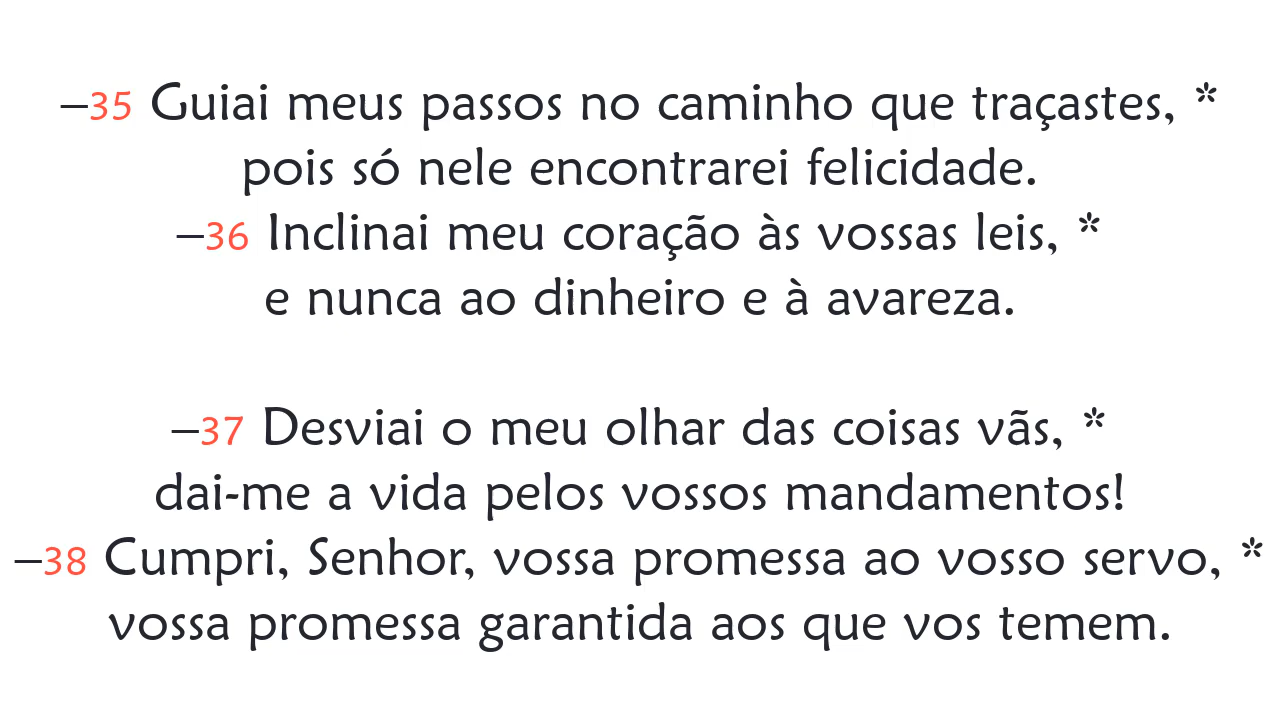 –35 Guiai meus passos no caminho que traçastes, *
pois só nele encontrarei felicidade.
–36 Inclinai meu coração às vossas leis, *
e nunca ao dinheiro e à avareza.
–37 Desviai o meu olhar das coisas vãs, *
dai-me a vida pelos vossos mandamentos!
–38 Cumpri, Senhor, vossa promessa ao vosso servo, *
vossa promessa garantida aos que vos temem.